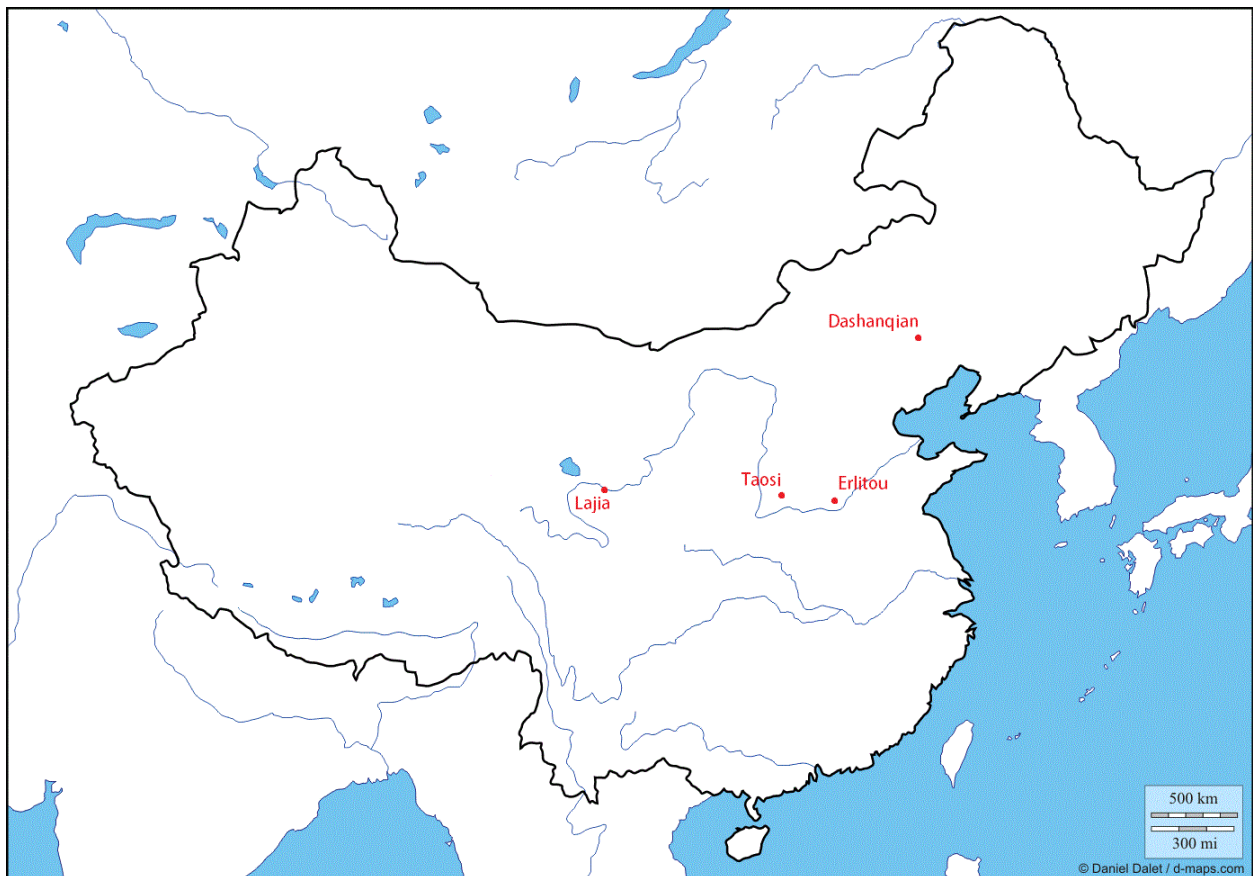 Dashanqian
Taosi
Erlitou
Lajia
500 km
300 mi
© Daniel Dalet / d-maps.com